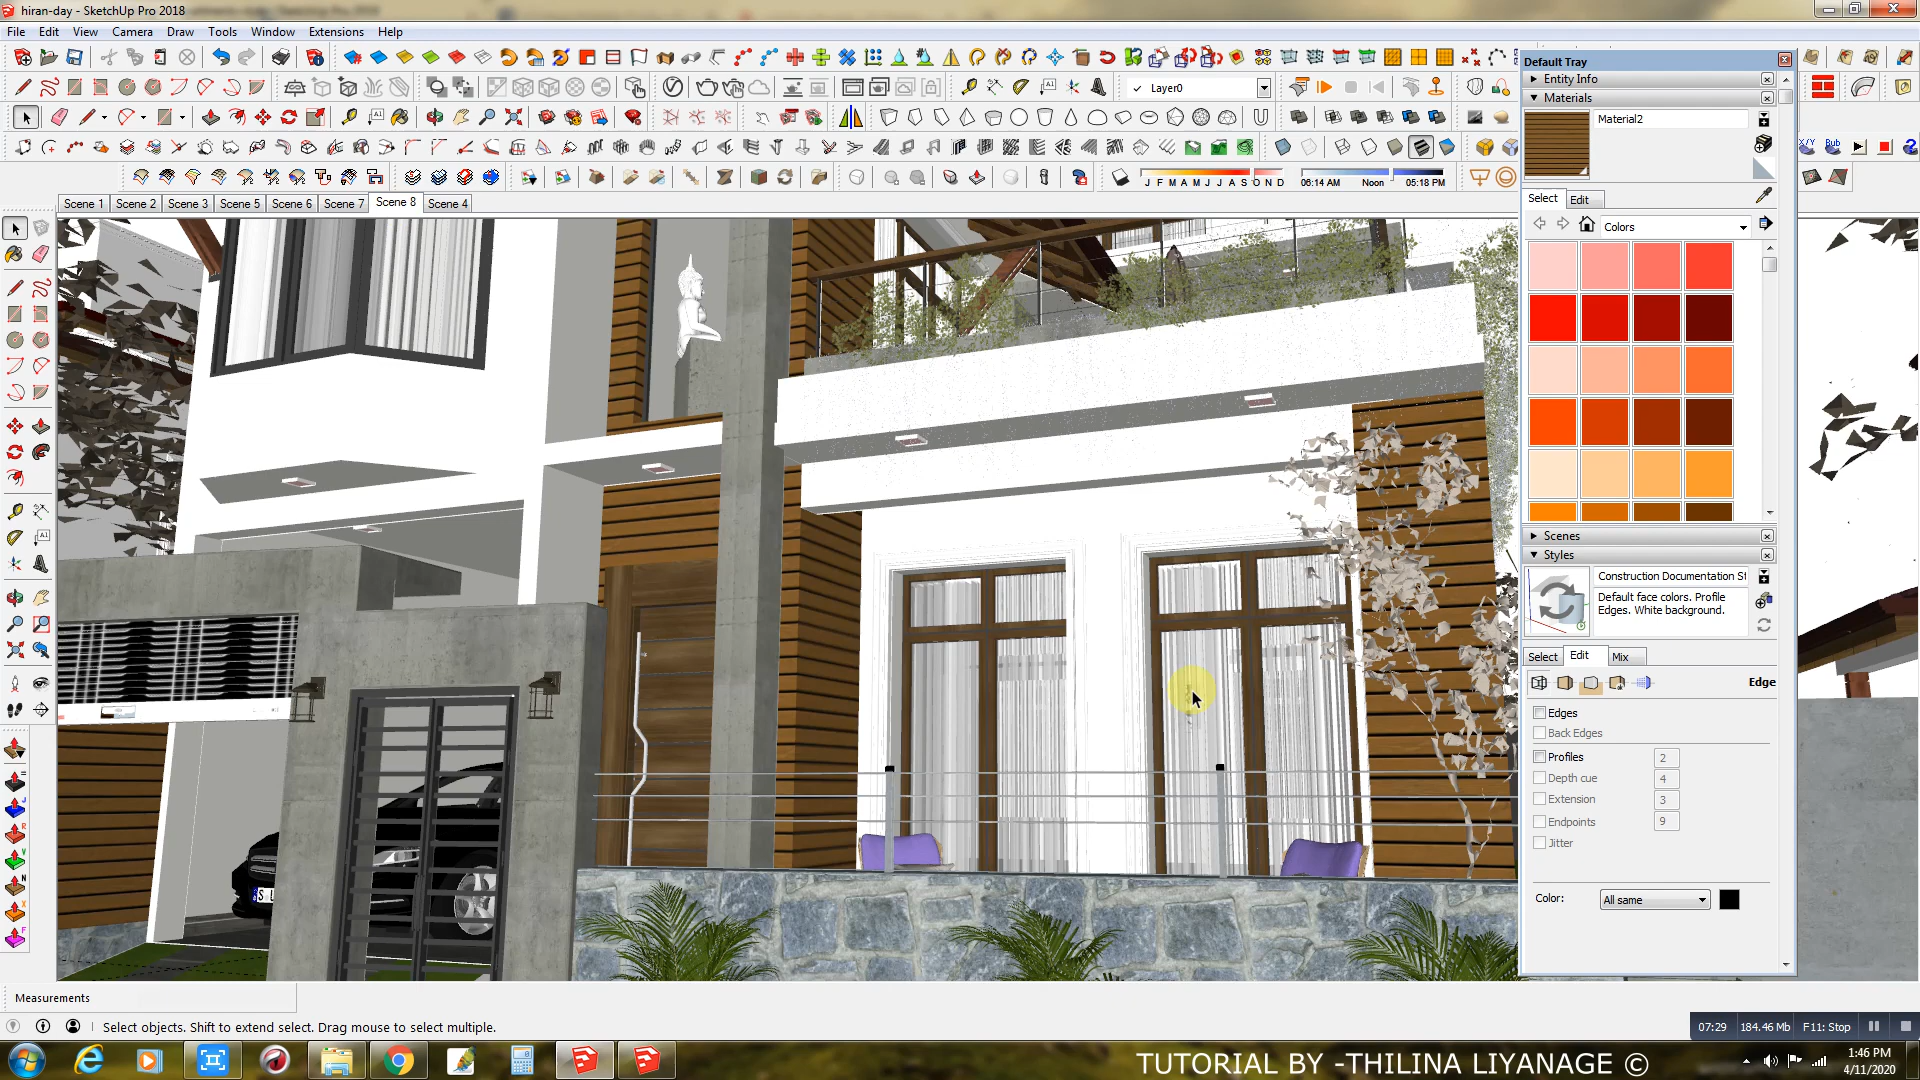 hiran-day - SketchUp Pro 2018
File Edit View Camera Draw Tools Window Extensions Help
Layer0
J F M A M J J A S O N D
06:14 AM Noon 05:18 PM
Scene 1 Scene 2 Scene 3 Scene 5 Scene 6 Scene 7 Scene 8 Scene 4
Default Tray
Entity Info
Materials
Material2
Select Edit
Colors
Scenes
Styles
Construction Documentation St
Default face colors. Profile
Edges. White background.
Select Edit Mix
Edge
Edges
Back Edges
Profiles 2
Depth cue 4
Extension 3
Endpoints 9
Jitter
Color: All same
X/Y Bub
A1
A1
Measurements
Select objects. Shift to extend select. Drag mouse to select multiple.
07:29 184.46 Mb F11: Stop
TUTORIAL BY -THILINA LIYANAGE ©
1:46 PM
4/11/2020